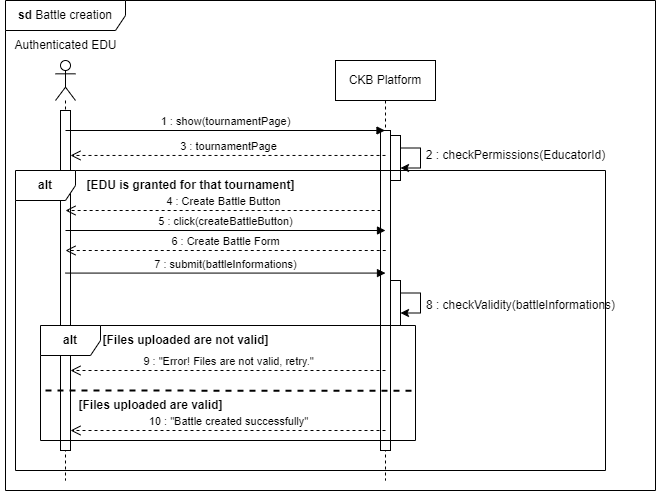 sd Battle creation
Authenticated EDU
CKB Platform
1 : show(tournamentPage)
3 : tournamentPage
2 : checkPermissions(EducatorId)
alt
[EDU is granted for that tournament]
4 : Create Battle Button
5 : click(createBattleButton)
6 : Create Battle Form
7 : submit(battleInformations)
8 : checkValidity(battleInformations)
alt
[Files uploaded are not valid]
9 : "Error! Files are not valid, retry."
[Files uploaded are valid]
10 : "Battle created successfully"